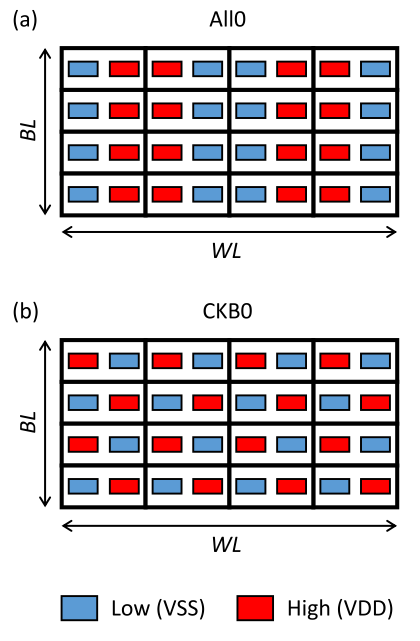 (a)
All0
BL
WL
(b)
CKB0
BL
WL
Low (VSS)
High (VDD)